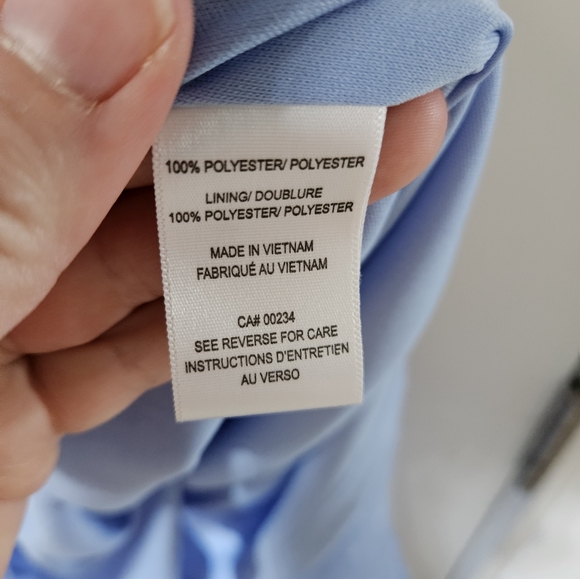 100% POLYESTER/ POLYESTER
LINING/ DOUBLURE
100% POLYESTER/ POLYESTER
MADE IN VIETNAM
FABRIQUÉ AU VIETNAM
CA# 00234
SEE REVERSE FOR CARE
INSTRUCTIONS D'ENTRETIEN
AU VERSO